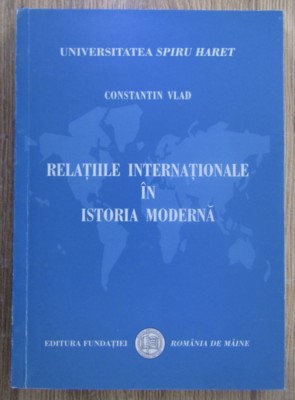 UNIVERSITATEA SPIRU HARET
CONSTANTIN VLAD
RELAȚIILE INTERNAȚIONALE
ÎN
ISTORIA MODERNĂ
EDITURA FUNDAȚIEI ROMÂNIA DE MÂINE